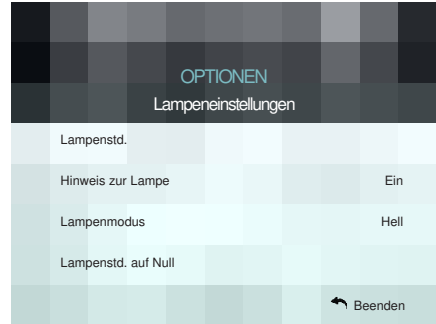 OPTIONEN
Lampeneinstellungen
Lampenstd.
Hinweis zur Lampe Ein
Lampenmodus Hell
Lampenstd. auf Null
Beenden